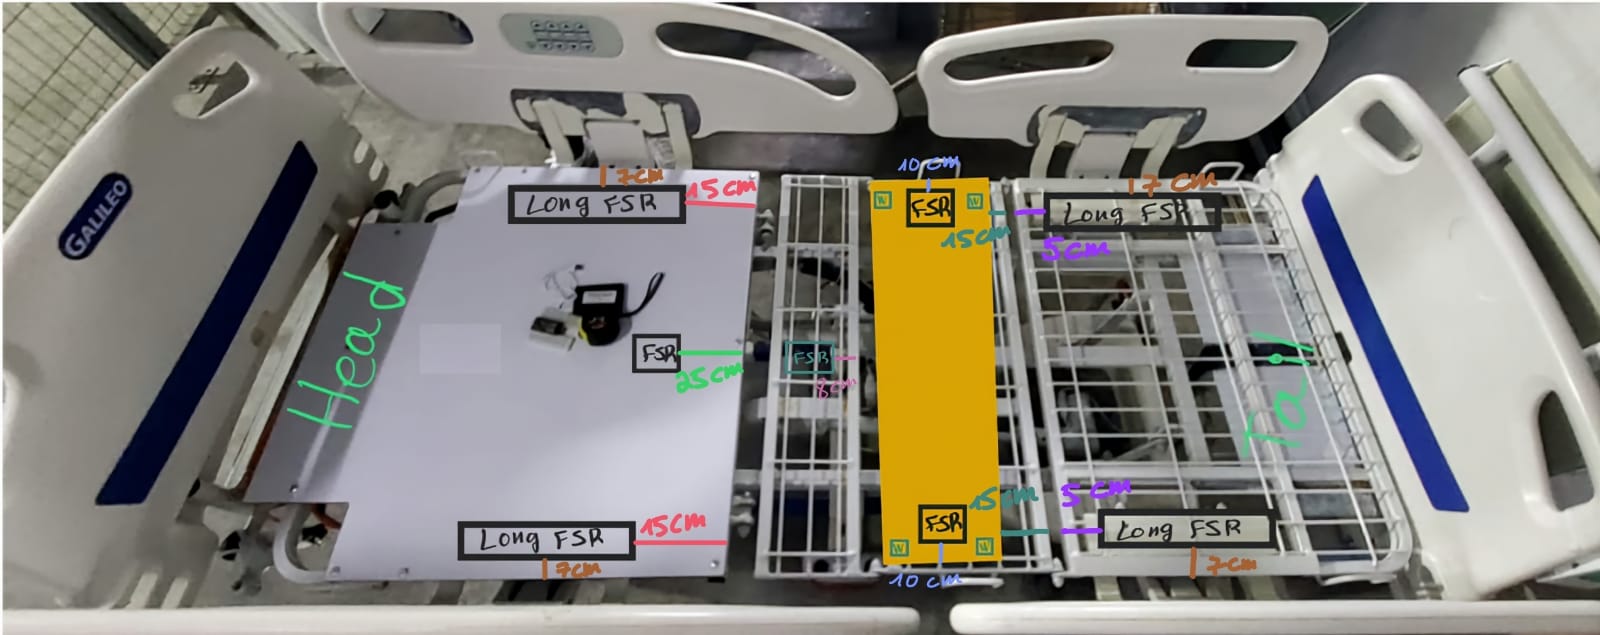 GALILEO
Head
7cm
Long FSR
15cm
10 cm
W
FSR
W
15cm
7 cm
Long FSR
5cm
FSR
25cm
FSR
8cm
Tail
Long FSR
15cm
7cm
FSR
15cm
W
W
10 cm
5 cm
Long FSR
7cm